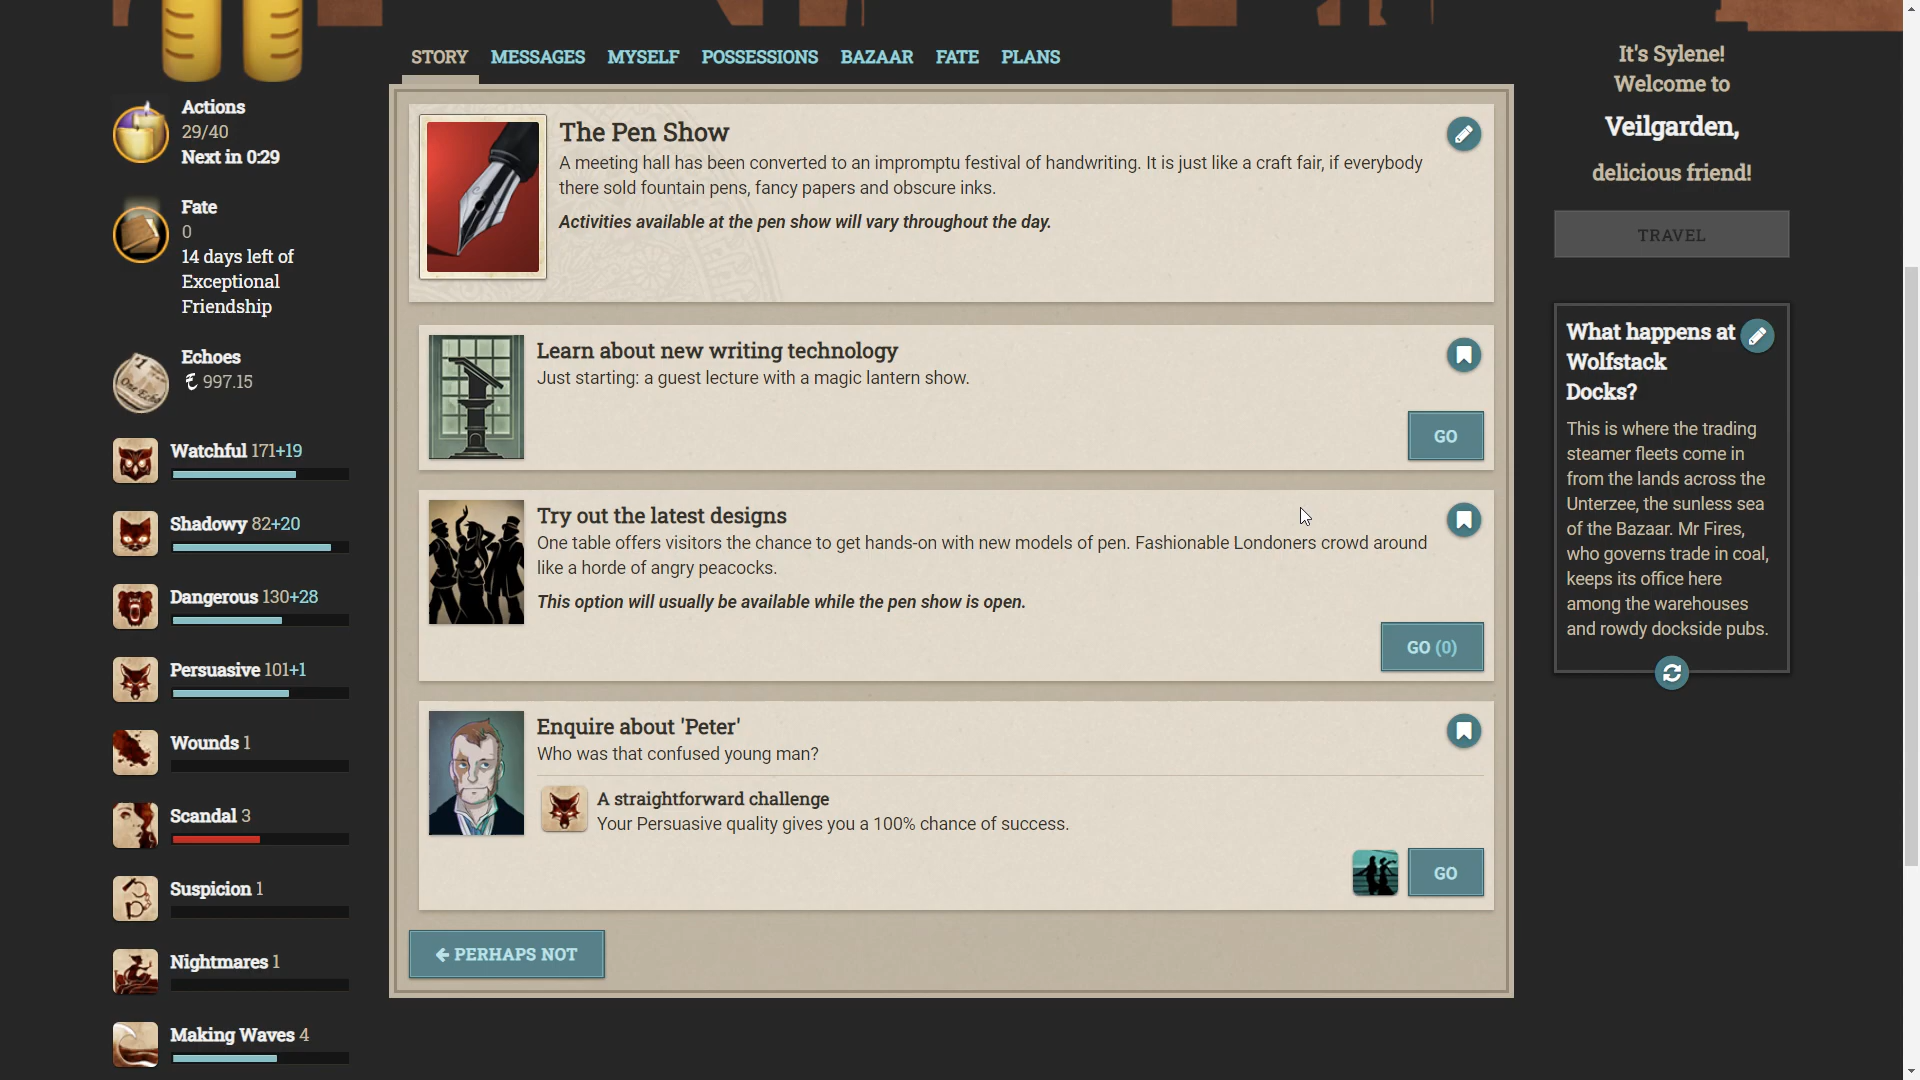 STORY MESSAGES MYSELF POSSESSIONS BAZAAR FATE PLANS
Actions
29/40
Next in 0:29
Fate
0
14 days left of
Exceptional
Friendship
Echoes
997.15
Watchful 171+19
Shadowy 82+20
Dangerous 130+28
Persuasive 101+1
Wounds 1
Scandal 3
Suspicion 1
Nightmares 1
Making Waves 4
The Pen Show
A meeting hall has been converted to an impromptu festival of handwriting. It is just like a craft fair, if everybody
there sold fountain pens, fancy papers and obscure inks.
Activities available at the pen show will vary throughout the day.
Learn about new writing technology
Just starting: a guest lecture with a magic lantern show.
GO
Try out the latest designs
One table offers visitors the chance to get hands-on with new models of pen. Fashionable Londoners crowd around
like a horde of angry peacocks.
This option will usually be available while the pen show is open.
GO (0)
Enquire about 'Peter'
Who was that confused young man?
A straightforward challenge
Your Persuasive quality gives you a 100% chance of success.
GO
PERHAPS NOT
It's Sylene!
Welcome to
Veilgarden,
delicious friend!
TRAVEL
What happens at
Wolfstack
Docks?
This is where the trading
steamer fleets come in
from the lands across the
Unterzee, the sunless sea
of the Bazaar. Mr Fires,
who governs trade in coal,
keeps its office here
among the warehouses
and rowdy dockside pubs.